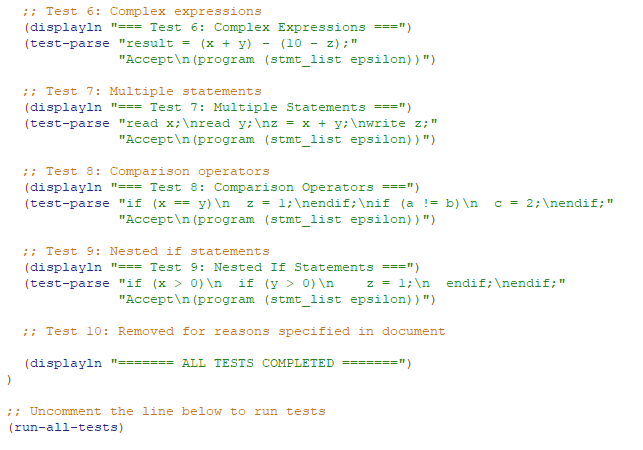 ;; Test 6: Complex expressions
(displayln "=== Test 6: Complex Expressions ===")
(test-parse "result = (x + y) - (10 - z);"
"Accept\n(program (stmt_list epsilon))")
;; Test 7: Multiple statements
(displayln "=== Test 7: Multiple Statements ===")
(test-parse "read x;\nread y;\nz = x + y;\nwrite z;"
"Accept\n(program (stmt_list epsilon))")
;; Test 8: Comparison operators
(displayln "=== Test 8: Comparison Operators ===")
(test-parse "if (x == y)\n  z = 1;\nendif;\nif (a != b)\n  c = 2;\nendif;"
"Accept\n(program (stmt_list epsilon))")
;; Test 9: Nested if statements
(displayln "=== Test 9: Nested If Statements ===")
(test-parse "if (x > 0)\n  if (y > 0)\n    z = 1;\n  endif;\nendif;"
"Accept\n(program (stmt_list epsilon))")
;; Test 10: Removed for reasons specified in document
(displayln "======= ALL TESTS COMPLETED =======")
)
;; Uncomment the line below to run tests
(run-all-tests)